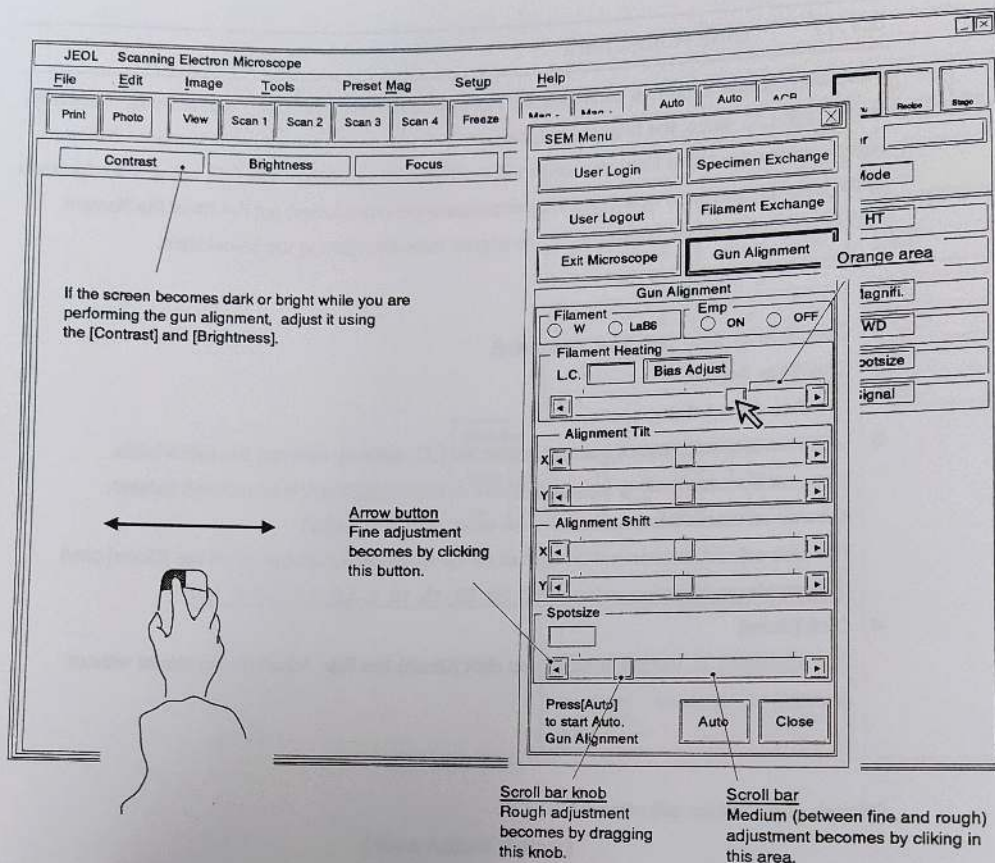 JEOL Scanning Electron Microscope
File Edit Image Tools Preset Mag Setup Help
Print Photo View Scan 1 Scan 2 Scan 3 Scan 4 Freeze Auto Auto Recipe Stage
Contrast Brightness Focus
SEM Menu
User Login Specimen Exchange
User Logout Filament Exchange
Exit Microscope Gun Alignment
Orange area
Mode
HT
Magnifi.
WD
Spotsize
Signal
If the screen becomes dark or bright while you are
performing the gun alignment, adjust it using
the [Contrast] and [Brightness].
Gun Alignment
Filament Emp
W LaB6 ON OFF
Filament Heating
L.C. Bias Adjust
Alignment Tilt
X
Y
Alignment Shift
X
Y
Arrow button
Fine adjustment
becomes by clicking
this button.
Spotsize
Press[Auto]
to start Auto.
Gun Alignment
Auto Close
Scroll bar knob
Rough adjustment
becomes by dragging
this knob.
Scroll bar
Medium (between fine and rough)
adjustment becomes by cliking in
this area.